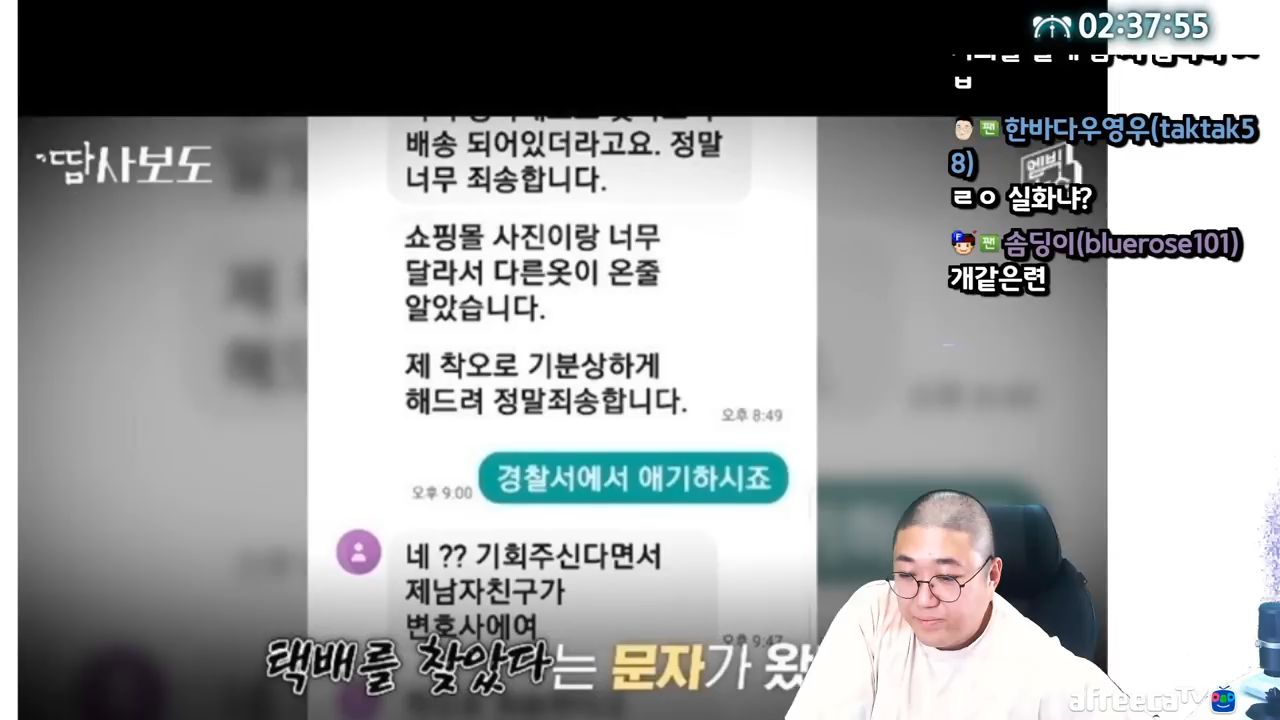 02:37:55
땁사보도
배송 되어있더라고요. 정말
너무 죄송합니다.
쇼핑몰 사진이랑 너무
달라서 다른옷이 온줄
알았습니다.
제 착오로 기분상하게
해드려 정말죄송합니다.
오후 8:49
경찰서에서 얘기하시죠
오후 9:00
네 ?? 기회주신다면서
제남자친구가
변호사에여
오후 9:47
택배를 찾았다는 문자가 왔
엠빅
한바다우영우(taktak5
8)
ㄹㅇ 실화냐?
팬 솜딩이(bluerose101)
개같은련
afreecaTV